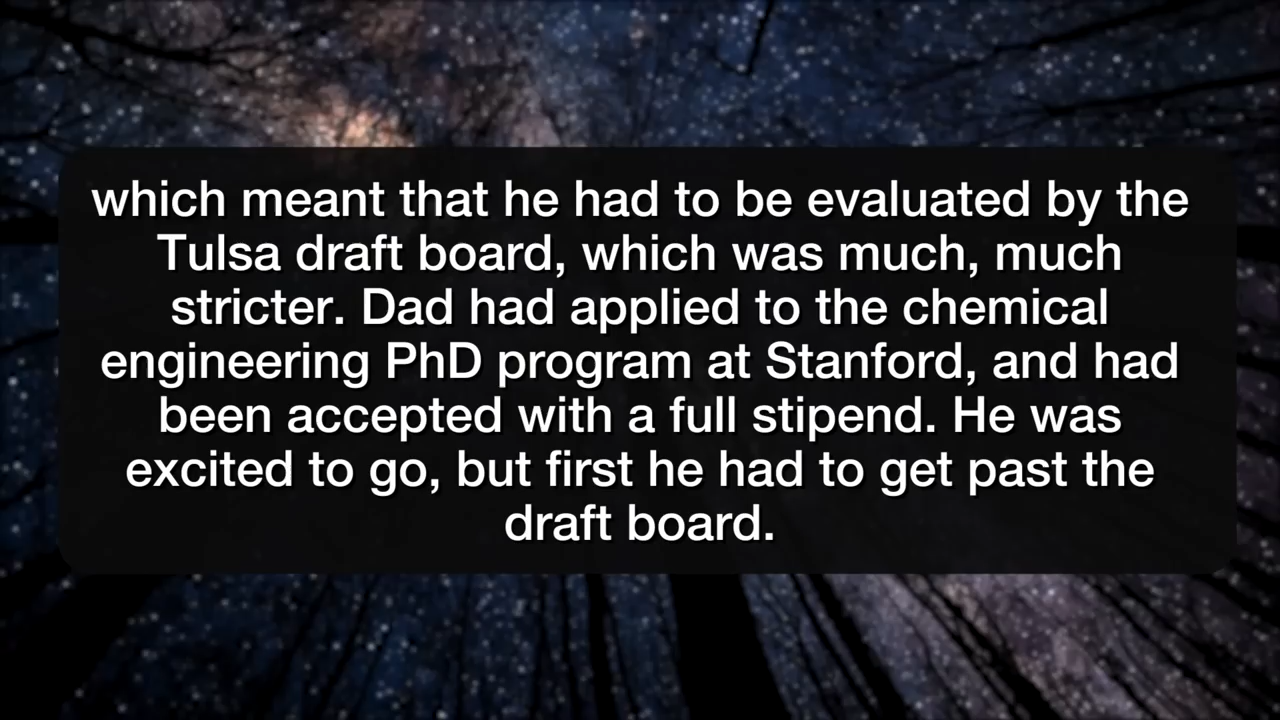 which meant that he had to be evaluated by the
Tulsa draft board, which was much, much
stricter. Dad had applied to the chemical
engineering PhD program at Stanford, and had
been accepted with a full stipend. He was
excited to go, but first he had to get past the
draft board.